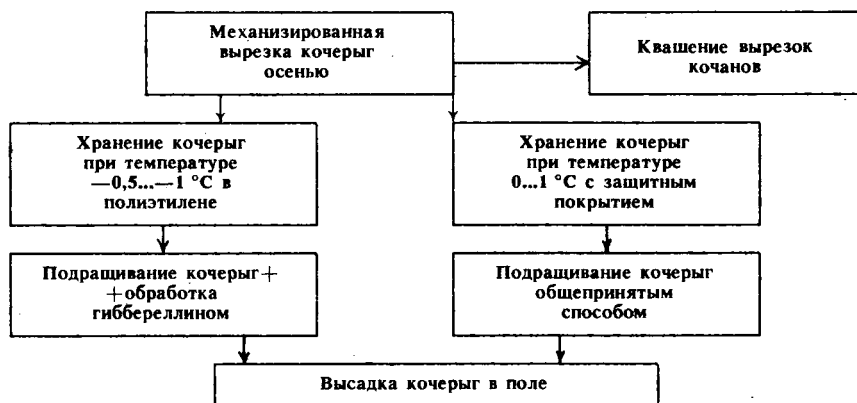 Механизированная
вырезка кочерыг
осенью
Квашение вырезок
кочанов
Хранение кочерыг
при температуре
—0,5...—1 °С в
полиэтилене
Хранение кочерыг
при температуре
0...1 °С с защитным
покрытием
Подращивание кочерыг+
+обработка
гиббереллином
Подращивание кочерыг
общепринятым
способом
Высадка кочерыг в поле